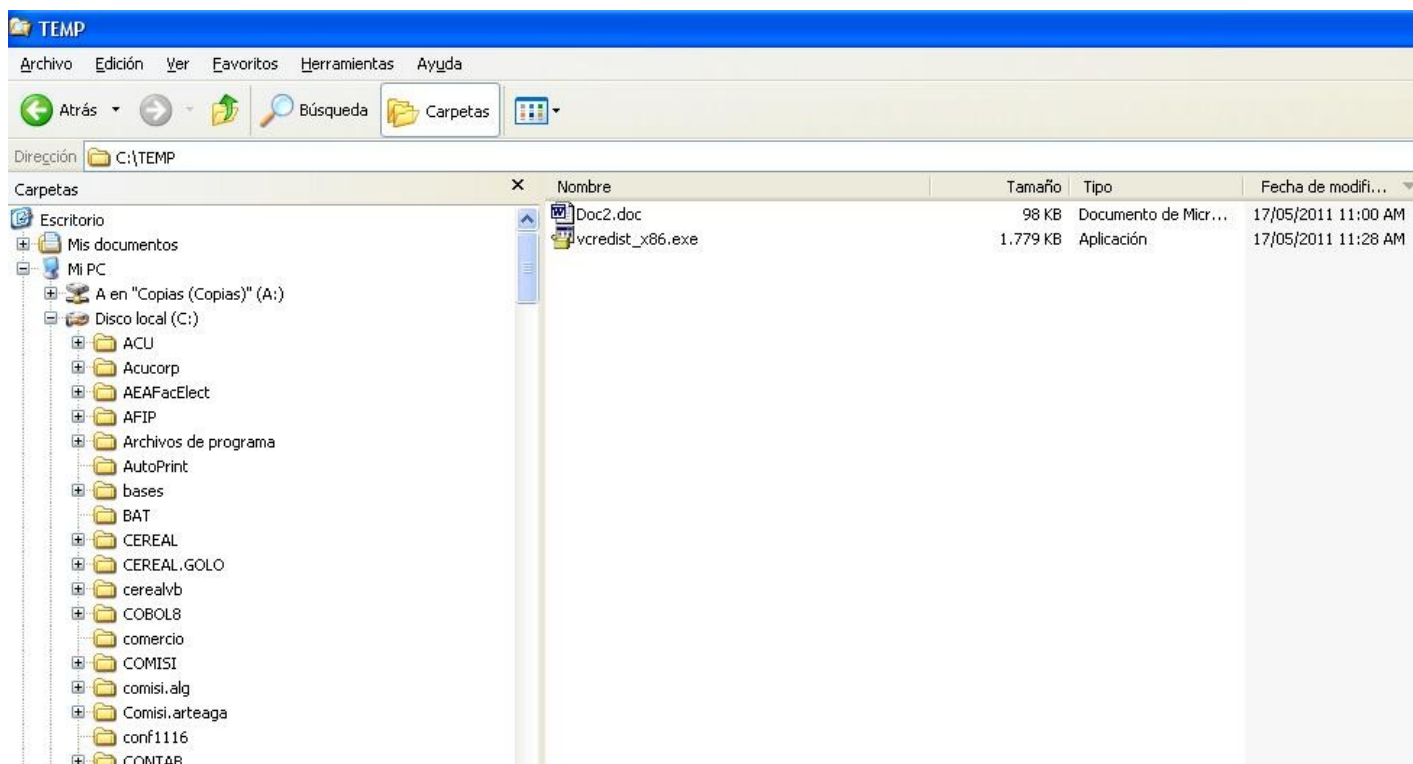 TEMP
Archivo Edición Ver Favoritos Herramientas Ayuda
Atrás Búsqueda Carpetas
Dirección C:\TEMP
Carpetas
Nombre Tamaño Tipo Fecha de modifi...
Escritorio
Mis documentos
Mi PC
A en "Copias (Copias)" (A:)
Disco local (C:)
ACU
Acucorp
AEAFacElect
AFIP
Archivos de programa
AutoPrint
bases
BAT
CEREAL
CEREAL.GOLO
cerealvb
COBOL8
comercio
COMISI
comisi.alg
Comisi.arteaga
conf1116
CONTAB
Doc2.doc 98 KB Documento de Micr... 17/05/2011 11:00 AM
vcredist_x86.exe 1.779 KB Aplicación 17/05/2011 11:28 AM